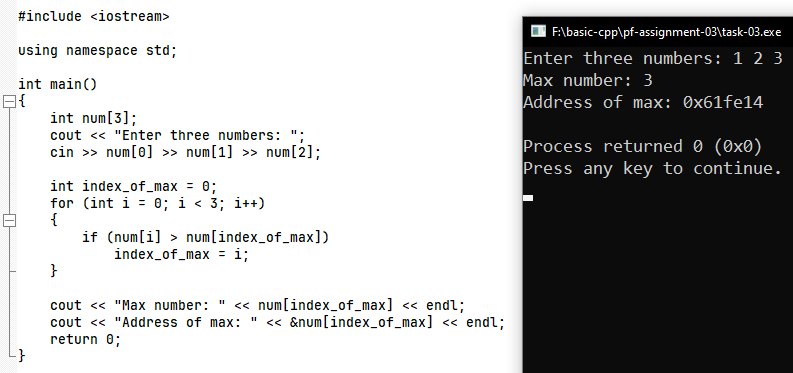 #include <iostream>
using namespace std;
int main()
{
    int num[3];
    cout << "Enter three numbers: ";
    cin >> num[0] >> num[1] >> num[2];
    int index_of_max = 0;
    for (int i = 0; i < 3; i++)
    {
        if (num[i] > num[index_of_max])
            index_of_max = i;
    }
    cout << "Max number: " << num[index_of_max] << endl;
    cout << "Address of max: " << &num[index_of_max] << endl;
    return 0;
}
F:\basic-cpp\pf-assignment-03\task-03.exe
Enter three numbers: 1 2 3
Max number: 3
Address of max: 0x61fe14
Process returned 0 (0x0)
Press any key to continue.